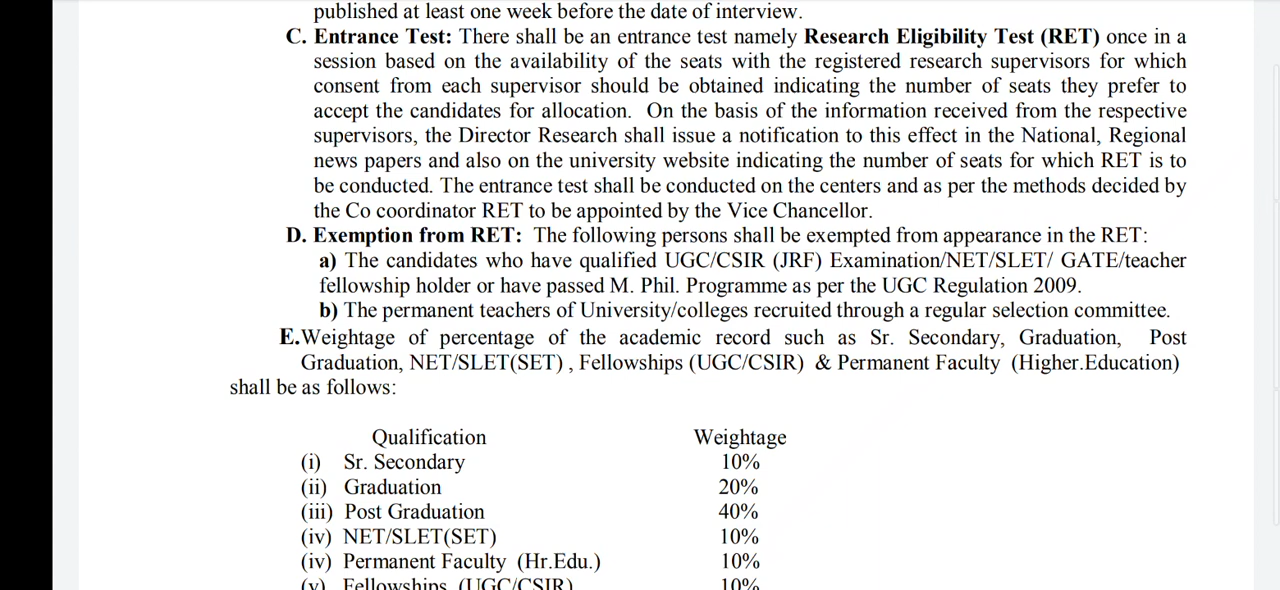 published at least one week before the date of interview.
C. Entrance Test: There shall be an entrance test namely Research Eligibility Test (RET) once in a
session based on the availability of the seats with the registered research supervisors for which
consent from each supervisor should be obtained indicating the number of seats they prefer to
accept the candidates for allocation. On the basis of the information received from the respective
supervisors, the Director Research shall issue a notification to this effect in the National, Regional
news papers and also on the university website indicating the number of seats for which RET is to
be conducted. The entrance test shall be conducted on the centers and as per the methods decided by
the Co coordinator RET to be appointed by the Vice Chancellor.
D. Exemption from RET: The following persons shall be exempted from appearance in the RET:
a) The candidates who have qualified UGC/CSIR (JRF) Examination/NET/SLET/ GATE/teacher
fellowship holder or have passed M. Phil. Programme as per the UGC Regulation 2009.
b) The permanent teachers of University/colleges recruited through a regular selection committee.
E.Weightage of percentage of the academic record such as Sr. Secondary, Graduation, Post
Graduation, NET/SLET(SET) , Fellowships (UGC/CSIR) & Permanent Faculty (Higher.Education)
shall be as follows:
Qualification Weightage
(i) Sr. Secondary 10%
(ii) Graduation 20%
(iii) Post Graduation 40%
(iv) NET/SLET(SET) 10%
(iv) Permanent Faculty (Hr.Edu.) 10%
(v) Fellowships (UGC/CSIR) 10%